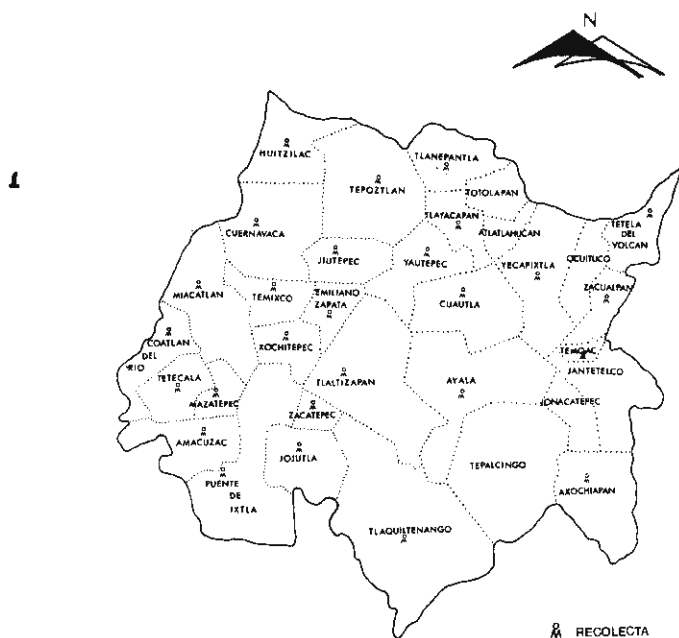 N
1
HUITZILAC
TLANEPANTLA
TEPOZTLAN
TOTOLAPAN
TLAYACAPAN
TETELA
DEL
VOLCAN
CUERNAVACA
ATLATLAHUCAN
JIUTEPEC
YAUTEPEC
YECAPIXTLA
OCUITUCO
ZACUALPAN
MIACATLAN
TEMIXCO
EMILIANO
ZAPATA
CUAUTLA
COATLAN
DEL
RIO
XOCHITEPEC
TEMOAC
JANTETELCO
TETECALA
TLALTIZAPAN
AYALA
MAZATEPEC
ZACATEPEC
JONACATEPEC
AMACUZAC
JOJUTLA
TEPALCINGO
PUENTE
DE
IXTLA
AXOCHIAPAN
TLAQUILTENANGO
RECOLECTA